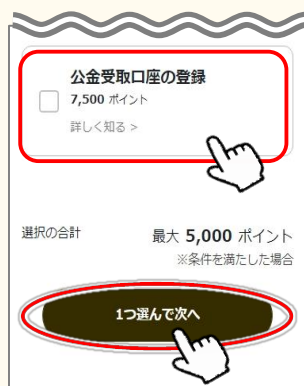 公金受取口座の登録
7,500 ポイント
詳しく知る >
選択の合計
最大 5,000 ポイント
※条件を満たした場合
1つ選んで次へ